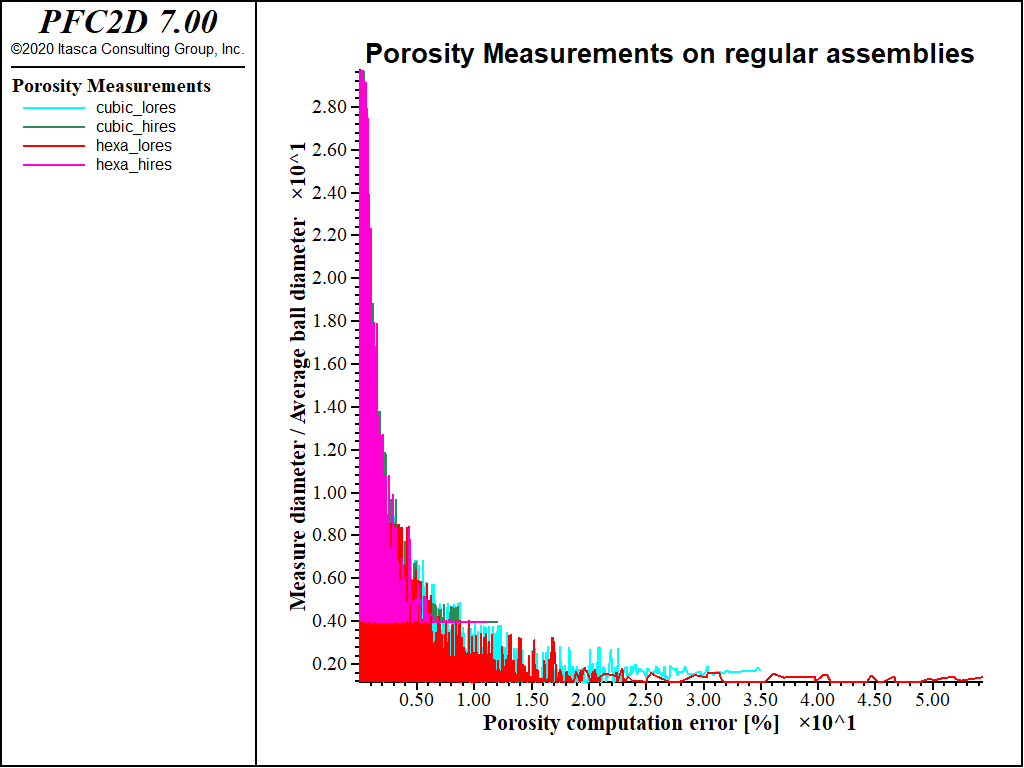 PFC2D 7.00
©2020 Itasca Consulting Group, Inc.
Porosity Measurements
cubic_lores
cubic_hires
hexa_lores
hexa_hires
Porosity Measurements on regular assemblies
Measure diameter / Average ball diameter ×10^1
2.80
2.60
2.40
2.20
2.00
1.80
1.60
1.40
1.20
1.00
0.80
0.60
0.40
0.20
0.50 1.00 1.50 2.00 2.50 3.00 3.50 4.00 4.50 5.00
Porosity computation error [%] ×10^1